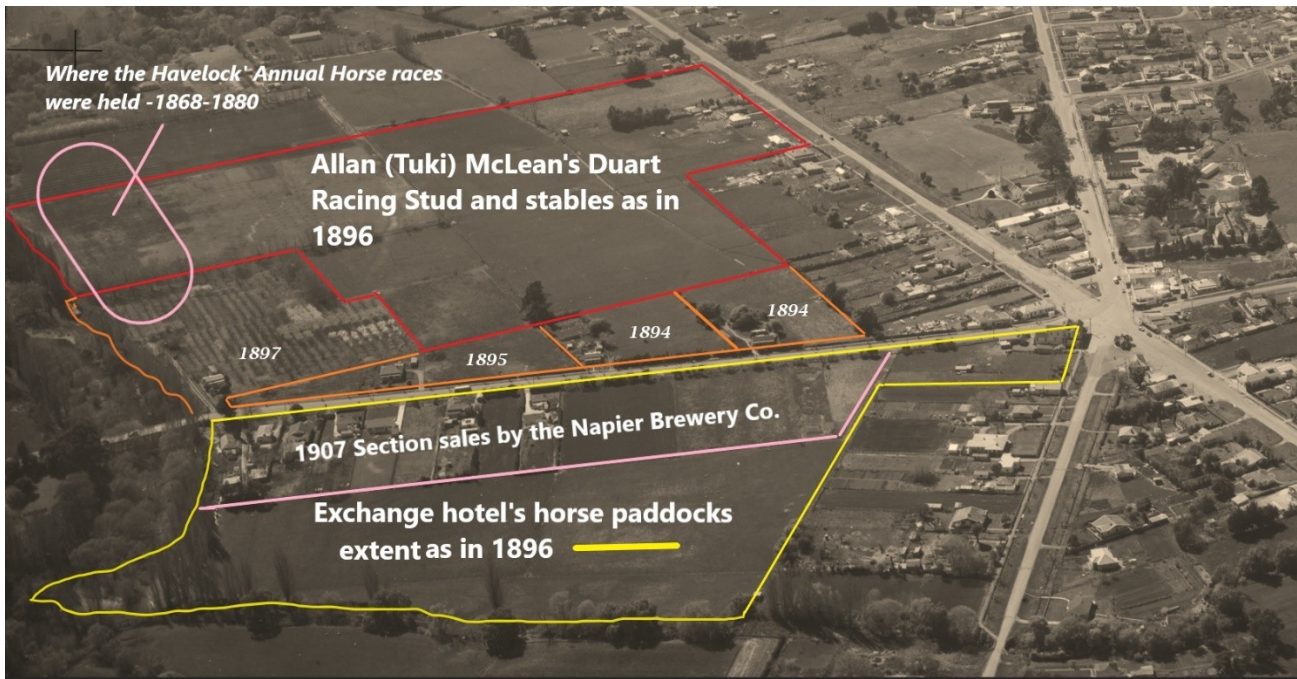 Where the Havelock' Annual Horse races
were held -1868-1880
Allan (Tuki) McLean's Duart
Racing Stud and stables as in
1896
1894
1894
1895
1897
1907 Section sales by the Napier Brewery Co.
Exchange hotel's horse paddocks
extent as in 1896